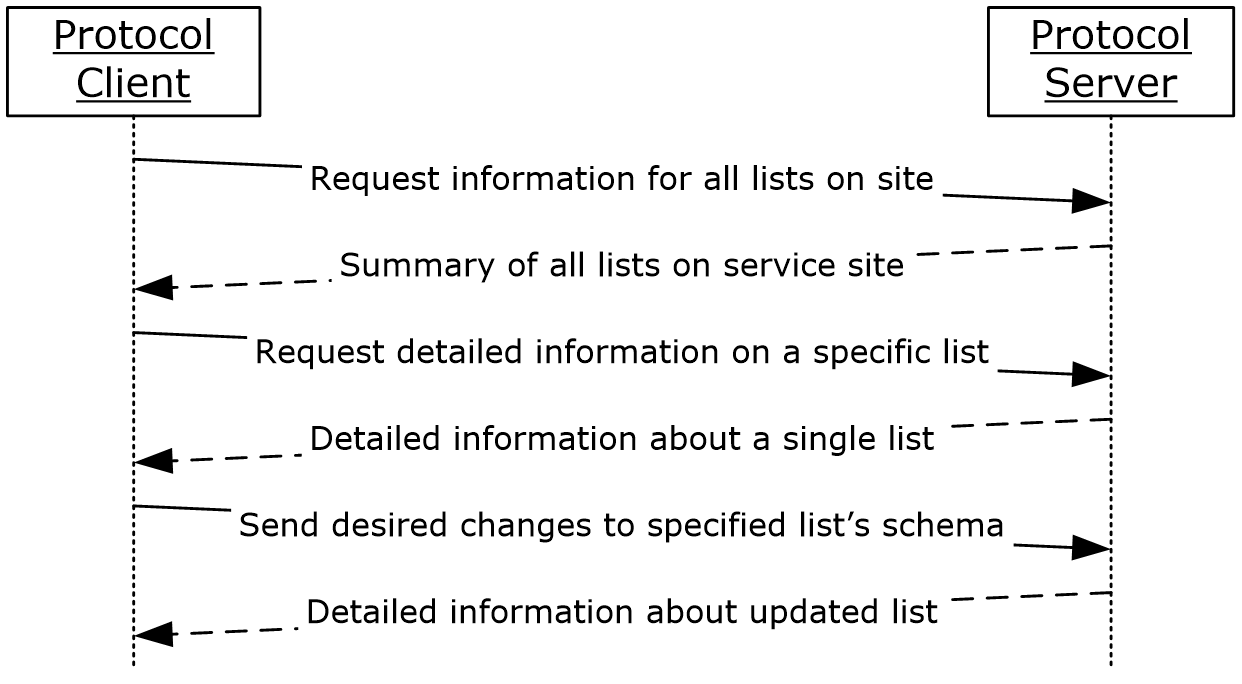 Protocol
Client
Protocol
Server
Request information for all lists on site
Summary of all lists on service site
Request detailed information on a specific list
Detailed information about a single list
Send desired changes to specified list’s schema
Detailed information about updated list